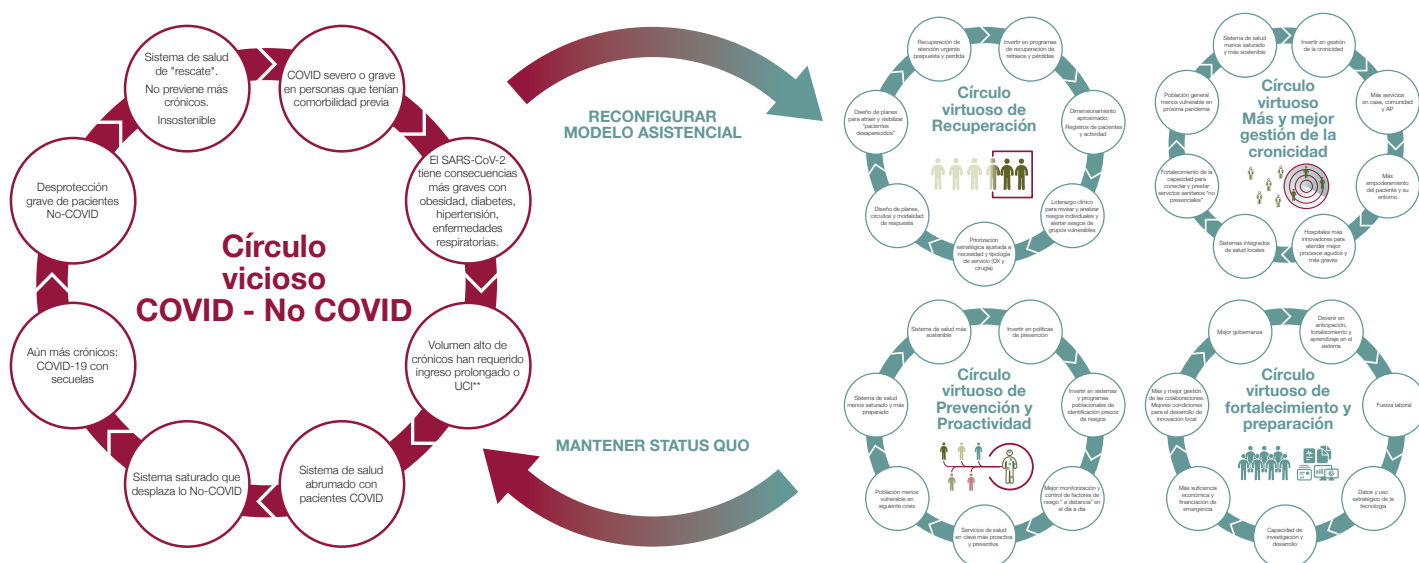 Círculo
vicioso
COVID - No COVID
Sistema de salud
de "rescate".
No previene más
crónicos.
Insostenible
COVID severo o grave
en personas que tenían
comorbilidad previa
El SARS-CoV-2
tiene consecuencias
más graves con
obesidad, diabetes,
hipertensión,
enfermedades
respiratorias.
Volumen alto de
crónicos han requerido
ingreso prolongado o
UCI**
Sistema de salud
abrumado con
pacientes COVID
Sistema saturado que
desplaza lo No-COVID
Aún más crónicos:
COVID-19 con
secuelas
Desprotección
grave de pacientes
No-COVID
RECONFIGURAR
MODELO ASISTENCIAL
MANTENER STATUS QUO
Círculo
virtuoso de
Recuperación
Recuperación de
atención urgente
pospuesta y perdida
Invertir en programas
de recuperación de
retrasos y pérdidas
Dimensionamiento
aproximado:
Registros de pacientes
y actividad
Liderazgo clínico
para revisar y analizar
riesgos individuales y
alertar sesgos de
grupos vulnerables
Priorización
estratégica ajustada a
necesidad y tipología
de servicio (DX y
cirugía)
Diseño de planes,
circuitos y modalidad
de respuesta
Diseño de planes
para atraer y visibilizar
"pacientes
desaparecidos"
Círculo
virtuoso
Más y mejor
gestión de la
cronicidad
Sistema de salud
menos saturado
y más sostenible
Invertir en gestión
de la cronicidad
Más servicios
en casa, comunidad
y AP
Más
empoderamiento
del paciente y su
entorno
Hospitales más
innovadores para
atender mejor
procesos agudos y
más graves
Sistemas integrados
de salud locales
Fortalecimiento de la
capacidad para
conectar y prestar
servicios sanitarios "no
presenciales"
Población general
menos vulnerable en
próxima pandemia
Círculo
virtuoso de
Prevención y
Proactividad
Sistema de salud más
sostenible
Invertir en políticas
de prevención
Invertir en sistemas
y programas
poblacionales de
identificación precoz
de riesgos
Mejor monitorización y
control de factores de
riesgo " a distancia" en
el día a día
Servicios de salud
en clave más proactiva
y preventiva.
Población menos
vulnerable en
siguiente crisis
Sistema de salud
menos saturado y más
preparado
Círculo
virtuoso de
fortalecimiento y
preparación
Mejor gobernanza
Devenir en
anticipación,
fortalecimiento y
aprendizaje en el
sistema
Fuerza laboral
Datos y uso
estratégico de la
tecnología
Capacidad de
investigación y
desarrollo
Más suficiencia
económica y
financiación de
emergencia
Más y mejor gestión
de las colaboraciones.
Mejores condiciones
para el desarrollo de
innovación local